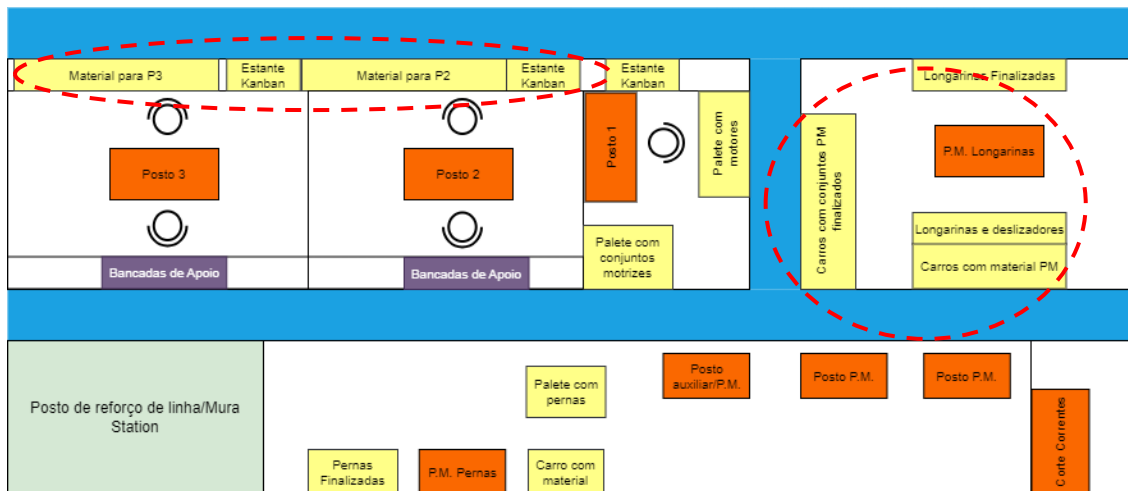 Material para P3
Estante
Kanban
Material para P2
Estante
Kanban
Estante
Kanban
Longarinas Finalizadas
Posto 3
Posto 2
Posto 1
Palete com
motores
Carros com conjuntos PM
finalizados
P.M. Longarinas
Bancadas de Apoio
Bancadas de Apoio
Palete com
conjuntos
motrizes
Longarinas e deslizadores
Carros com material PM
Posto de reforço de linha/Mura
Station
Palete com
pernas
Posto
auxiliar/P.M.
Posto P.M.
Posto P.M.
Pernas
Finalizadas
P.M. Pernas
Carro com
material
Corte Correntes